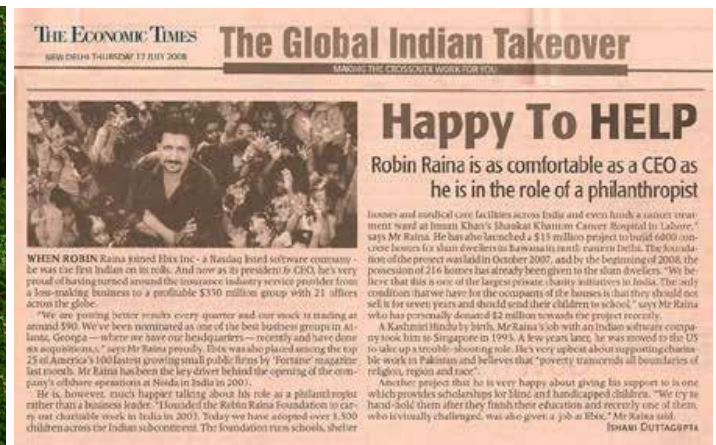 THE ECONOMIC TIMES
NEW DELHI THURSDAY 17 JULY 2008
The Global Indian Takeover
MAKING THE CROSSOVER WORK FOR YOU
Happy To HELP
Robin Raina is as comfortable as a CEO as
he is in the role of a philanthropist
WHEN ROBIN Raina joined Ebix Inc - a Nasdaq listed software company -
he was the first Indian on its rolls. And now as its president & CEO, he's very
proud of having turned around the insurance industry service provider from
a loss-making business to a profitable $330 million group with 21 offices
across the globe.
"We are posting better results every quarter and our stock is trading at
around $90. We've been nominated as one of the best business groups in At-
lanta, Georgia — where we have our headquarters — recently and have done
six acquisitions," says Mr Raina proudly. Ebix was also placed among the top
25 of America's 100 fastest growing small public firms by 'Fortune' magazine
last month. Mr Raina has been the key driver behind the opening of the com-
pany's offshore operations at Noida in India in 2001.
He is, however, much happier talking about his role as a philanthropist
rather than a business leader. "I founded the Robin Raina Foundation to car-
ry out charitable work in India in 2003. Today we have adopted over 3,500
children across the Indian subcontinent. The foundation runs schools, shelter
homes and medical care facilities across India and even funds a cancer treat-
ment ward at Imran Khan's Shaukat Khanum Cancer Hospital in Lahore,"
says Mr Raina. He has also launched a $15 million project to build 6000 con-
crete homes for slum dwellers in Bawana in north eastern Delhi. The founda-
tion of the project was laid in October 2007, and by the beginning of 2008, the
possession of 216 homes has already been given to the slum dwellers. "We be-
lieve that this is one of the largest private charity initiatives in India. The only
condition that we have for the occupants of the houses is that they should not
sell it for seven years and should send their children to school," says Mr Raina
who has personally donated $2 million towards the project recently.
A Kashmiri Hindu by birth, Mr Raina's job with an Indian software compa-
ny took him to Singapore in 1993. A few years later, he was moved to the US
to take up a trouble-shooting role. He's very upbeat about supporting charita-
ble work in Pakistan and believes that "poverty transcends all boundaries of
religion, region and race".
Another project that he is very happy about giving his support to is one
which provides scholarships for blind and handicapped children. "We try to
hand-hold them after they finish their education and recently one of them,
who is visually challenged, was also given a job at Ebix," Mr Raina said.
ISHANI DUTTAGUPTA